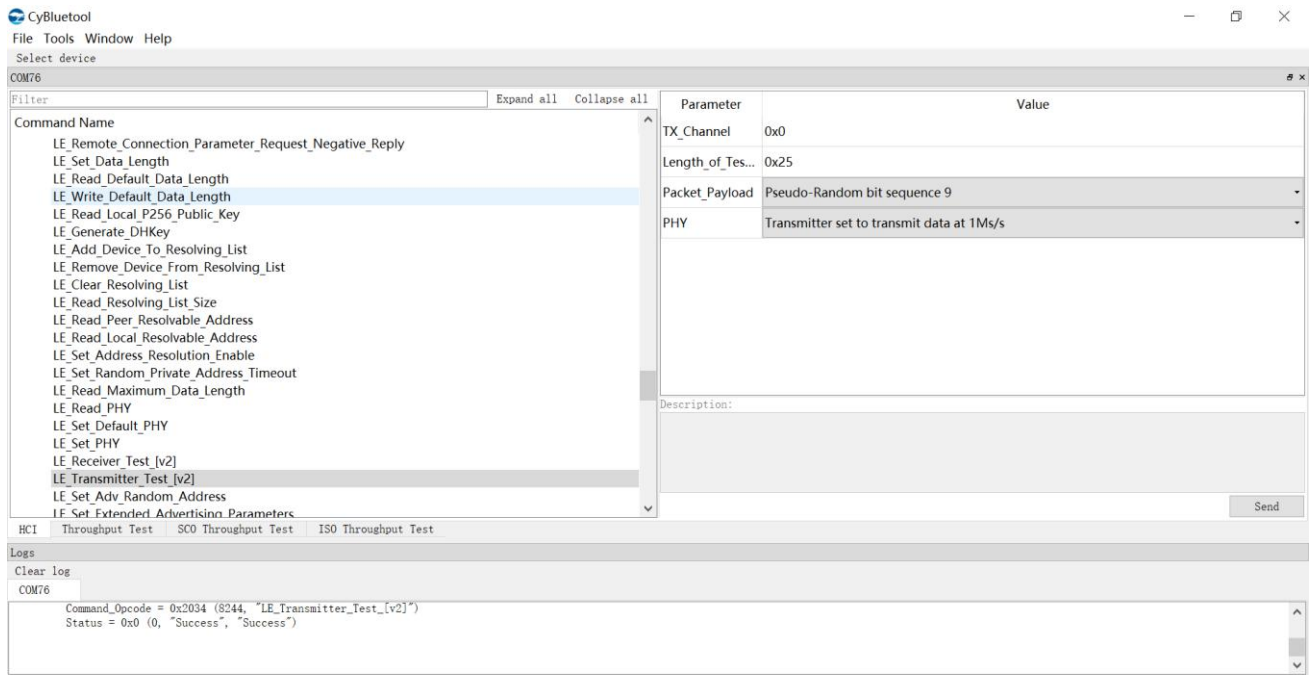 CyBluetool
File Tools Window Help
Select device
COM76
Filter Expand all Collapse all
Command Name
LE_Remote_Connection_Parameter_Request_Negative_Reply
LE_Set_Data_Length
LE_Read_Default_Data_Length
LE_Write_Default_Data_Length
LE_Read_Local_P256_Public_Key
LE_Generate_DHKey
LE_Add_Device_To_Resolving_List
LE_Remove_Device_From_Resolving_List
LE_Clear_Resolving_List
LE_Read_Resolving_List_Size
LE_Read_Peer_Resolvable_Address
LE_Read_Local_Resolvable_Address
LE_Set_Address_Resolution_Enable
LE_Set_Random_Private_Address_Timeout
LE_Read_Maximum_Data_Length
LE_Read_PHY
LE_Set_Default_PHY
LE_Set_PHY
LE_Receiver_Test_[v2]
LE_Transmitter_Test_[v2]
LE_Set_Adv_Random_Address
LE_Set_Extended_Advertising_Parameters
Parameter Value
TX_Channel 0x0
Length_of_Tes... 0x25
Packet_Payload Pseudo-Random bit sequence 9
PHY Transmitter set to transmit data at 1Ms/s
Description:
Send
HCI Throughput Test SCO Throughput Test ISO Throughput Test
Logs
Clear log
COM76
Command_Opcode = 0x2034 (8244, "LE_Transmitter_Test_[v2]")
Status = 0x0 (0, "Success", "Success")